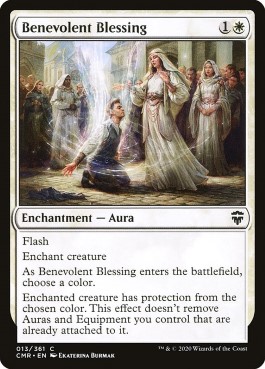 Benevolent Blessing 1
Enchantment — Aura
Flash
Enchant creature
As Benevolent Blessing enters the battlefield,
choose a color.
Enchanted creature has protection from the
chosen color. This effect doesn't remove
Auras and Equipment you control that are
already attached to it.
013/361 C
CMR • EN Ekaterina Burmak
™ & © 2020 Wizards of the Coast